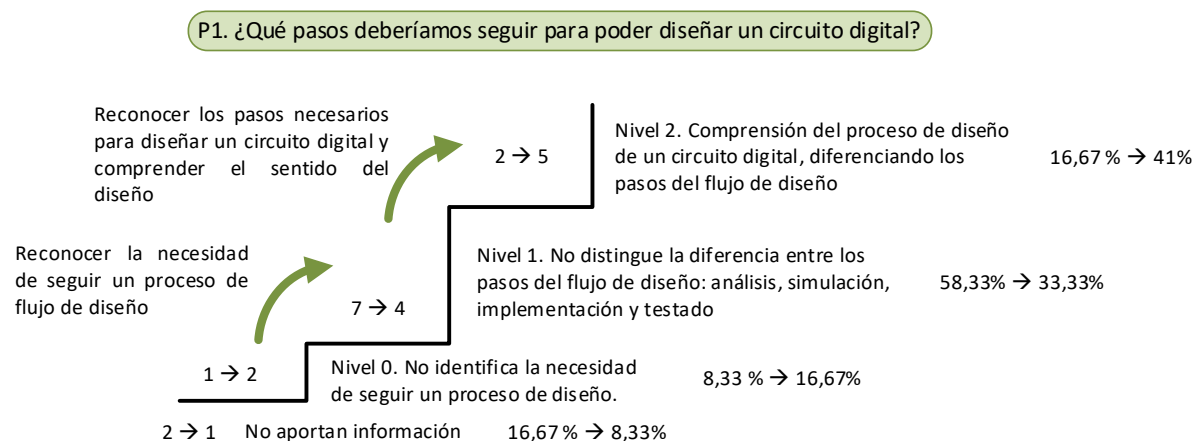 P1. ¿Qué pasos deberíamos seguir para poder diseñar un circuito digital?
Reconocer los pasos necesarios
para diseñar un circuito digital y
comprender el sentido del
diseño
2 → 5
Nivel 2. Comprensión del proceso de diseño
de un circuito digital, diferenciando los
pasos del flujo de diseño
16,67 % → 41%
Reconocer la necesidad
de seguir un proceso de
flujo de diseño
7 → 4
Nivel 1. No distingue la diferencia entre los
pasos del flujo de diseño: análisis, simulación,
implementación y testado
58,33% → 33,33%
1 → 2
Nivel 0. No identifica la necesidad
de seguir un proceso de diseño.
8,33 % → 16,67%
2 → 1 No aportan información 16,67 % → 8,33%